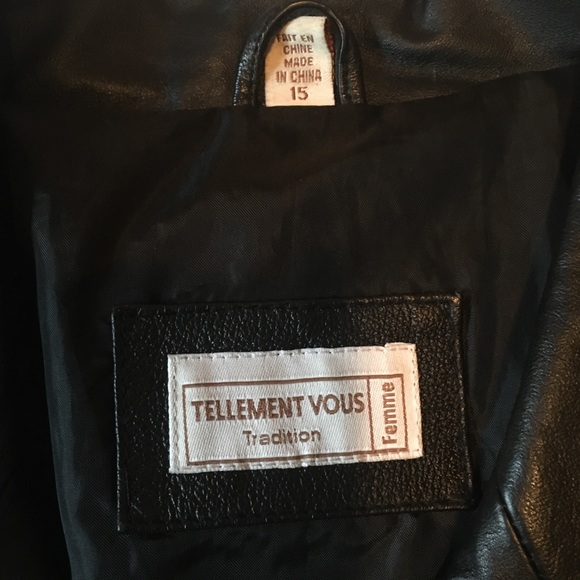 FAIT EN
CHINE
MADE
IN CHINA
15
TELLEMENT VOUS
Tradition
Femme